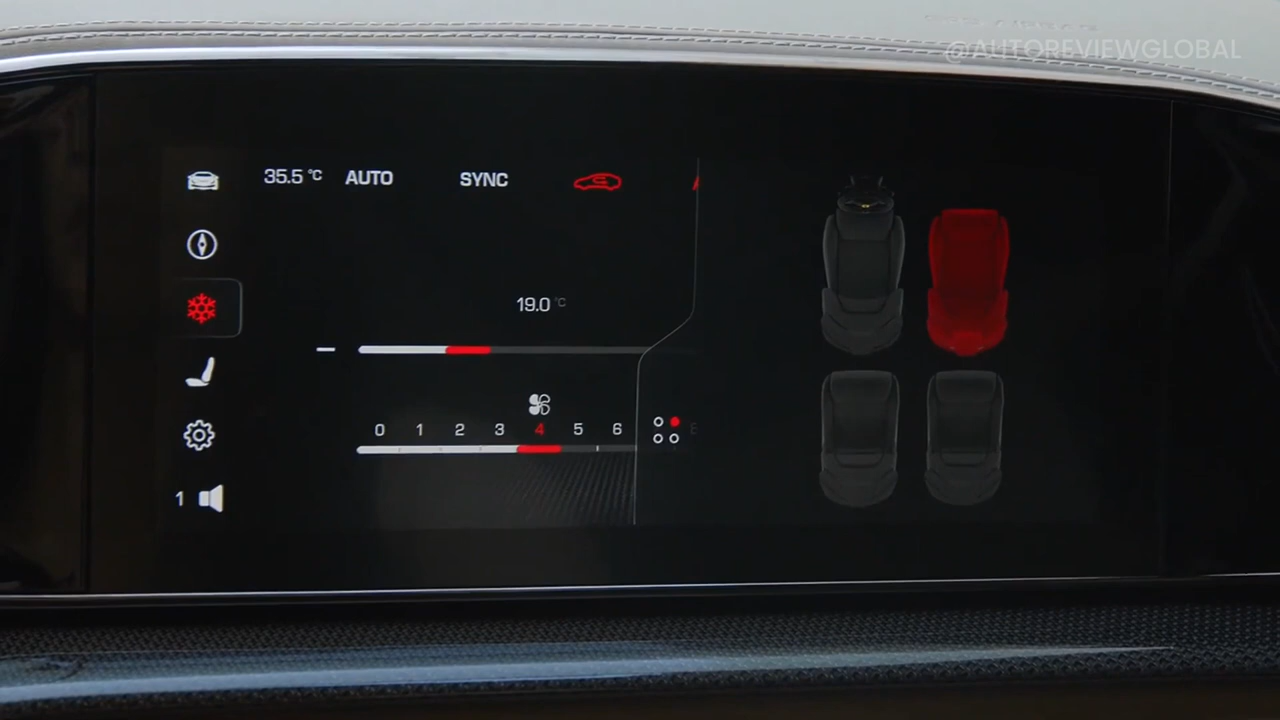 @AUTOREVIEWGLOBAL
35.5 °C AUTO SYNC
19.0 °C
0 1 2 3 4 5 6
1